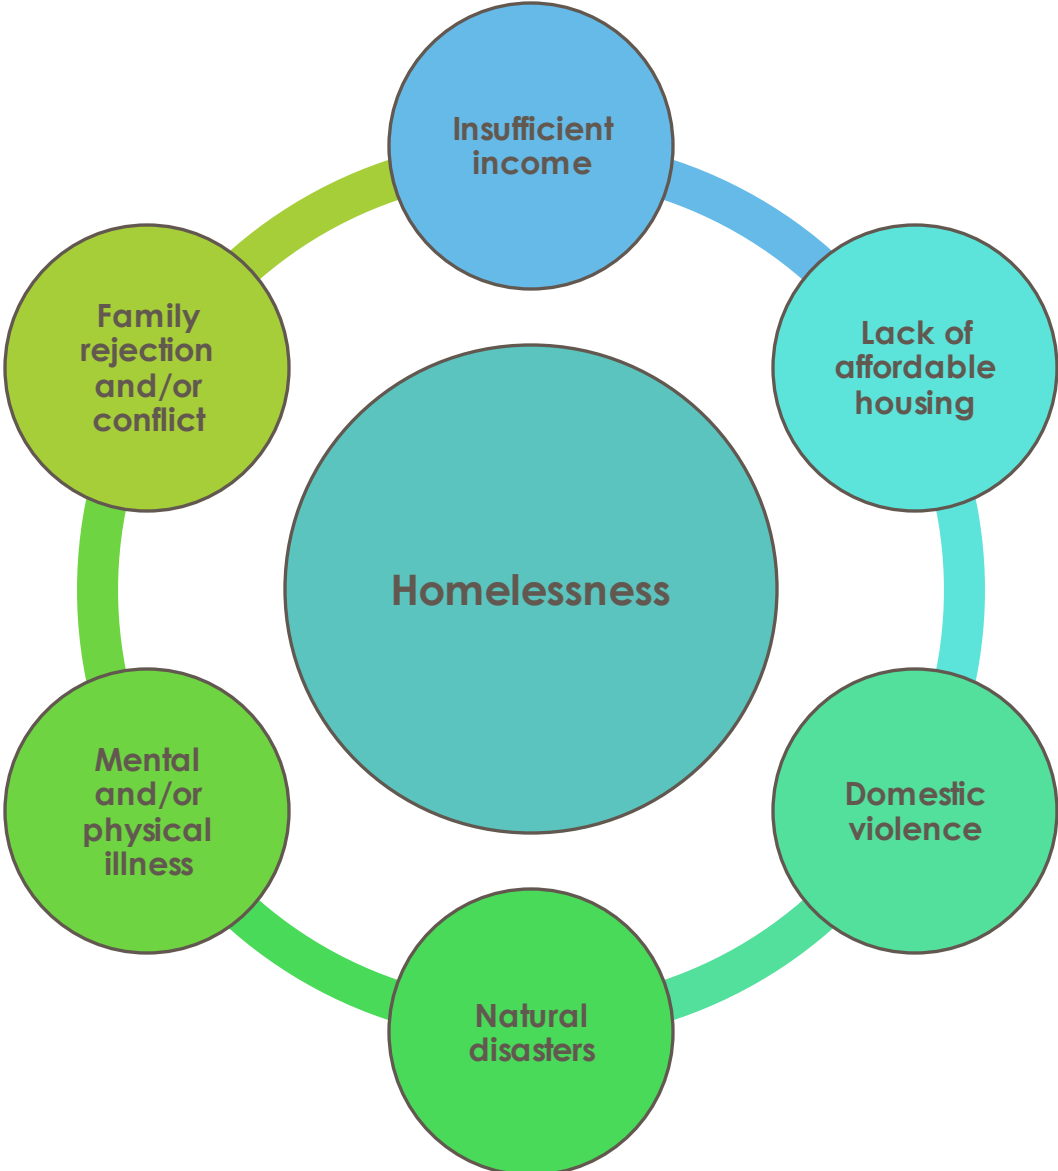 Insufficient
income
Lack of
affordable
housing
Domestic
violence
Natural
disasters
Mental
and/or
physical
illness
Family
rejection
and/or
conflict
Homelessness